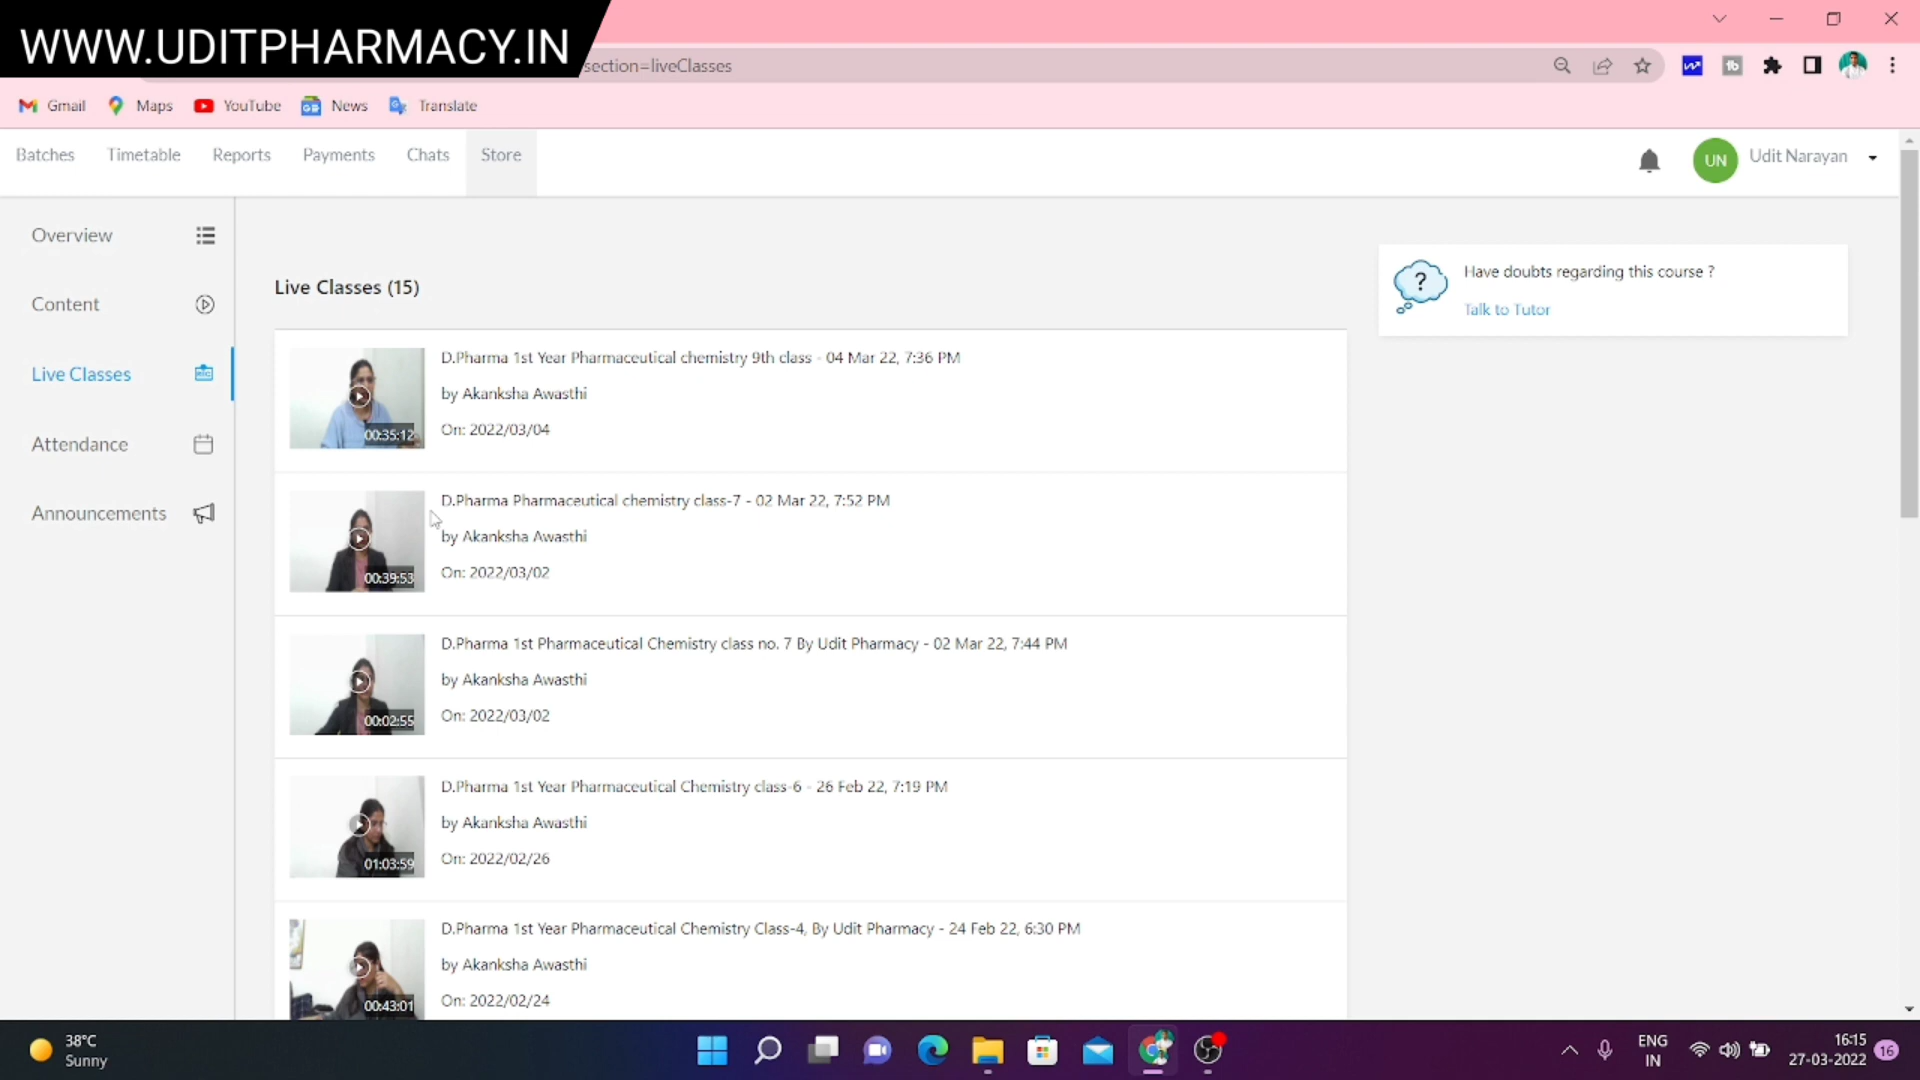 WWW.UDITPHARMACY.IN
section=liveClasses
Gmail Maps YouTube News Translate
Batches Timetable Reports Payments Chats Store
UN Udit Narayan
Overview
Content
Live Classes
Attendance
Announcements
Live Classes (15)
D.Pharma 1st Year Pharmaceutical chemistry 9th class - 04 Mar 22, 7:36 PM
by Akanksha Awasthi
On: 2022/03/04
00:35:12
D.Pharma Pharmaceutical chemistry class-7 - 02 Mar 22, 7:52 PM
by Akanksha Awasthi
On: 2022/03/02
00:39:53
D.Pharma 1st Pharmaceutical Chemistry class no. 7 By Udit Pharmacy - 02 Mar 22, 7:44 PM
by Akanksha Awasthi
On: 2022/03/02
00:02:55
D.Pharma 1st Year Pharmaceutical Chemistry class-6 - 26 Feb 22, 7:19 PM
by Akanksha Awasthi
On: 2022/02/26
01:03:59
D.Pharma 1st Year Pharmaceutical Chemistry Class-4, By Udit Pharmacy - 24 Feb 22, 6:30 PM
by Akanksha Awasthi
On: 2022/02/24
00:43:01
?
Have doubts regarding this course ?
Talk to Tutor
38°C
Sunny
ENG
IN
16:15
27-03-2022
16